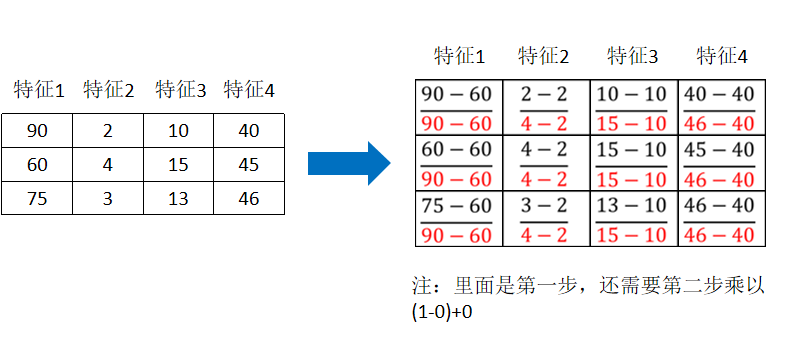 特征1 特征2 特征3 特征4
90 2 10 40
60 4 15 45
75 3 13 46
特征1 特征2 特征3 特征4
90 − 60 2 − 2 10 − 10 40 − 40
90 − 60 4 − 2 15 − 10 46 − 40
60 − 60 4 − 2 15 − 10 45 − 40
90 − 60 4 − 2 15 − 10 46 − 40
75 − 60 3 − 2 13 − 10 46 − 40
90 − 60 4 − 2 15 − 10 46 − 40
注：里面是第一步，还需要第二步乘以
(1-0)+0